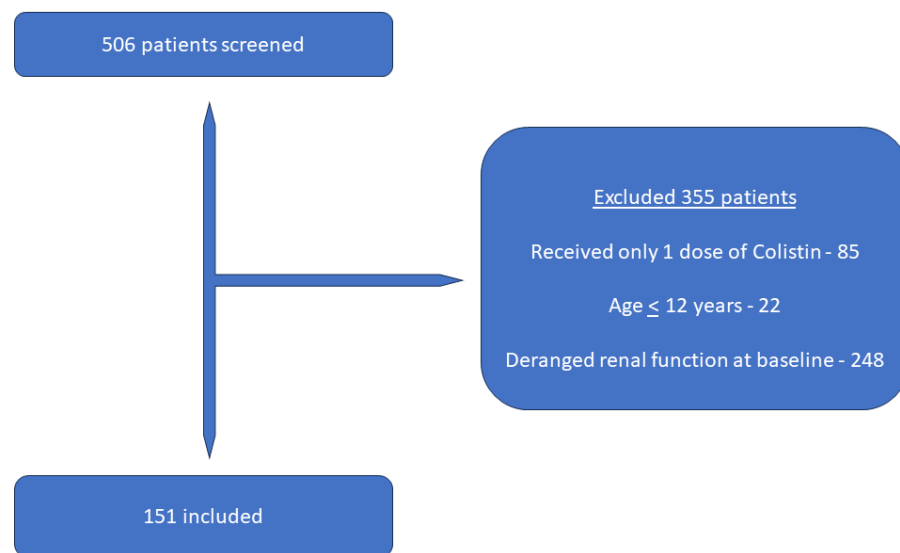 506 patients screened
Excluded 355 patients
Received only 1 dose of Colistin - 85
Age ≤ 12 years - 22
Deranged renal function at baseline - 248
151 included